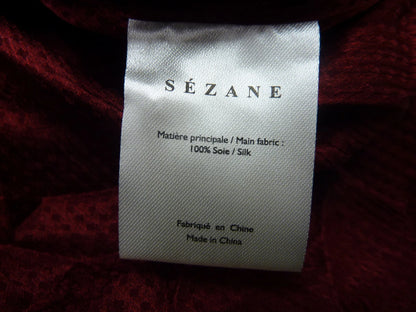 SÉZANE
Matière principale / Main fabric :
100% Soie / Silk
Fabriqué en Chine
Made in China